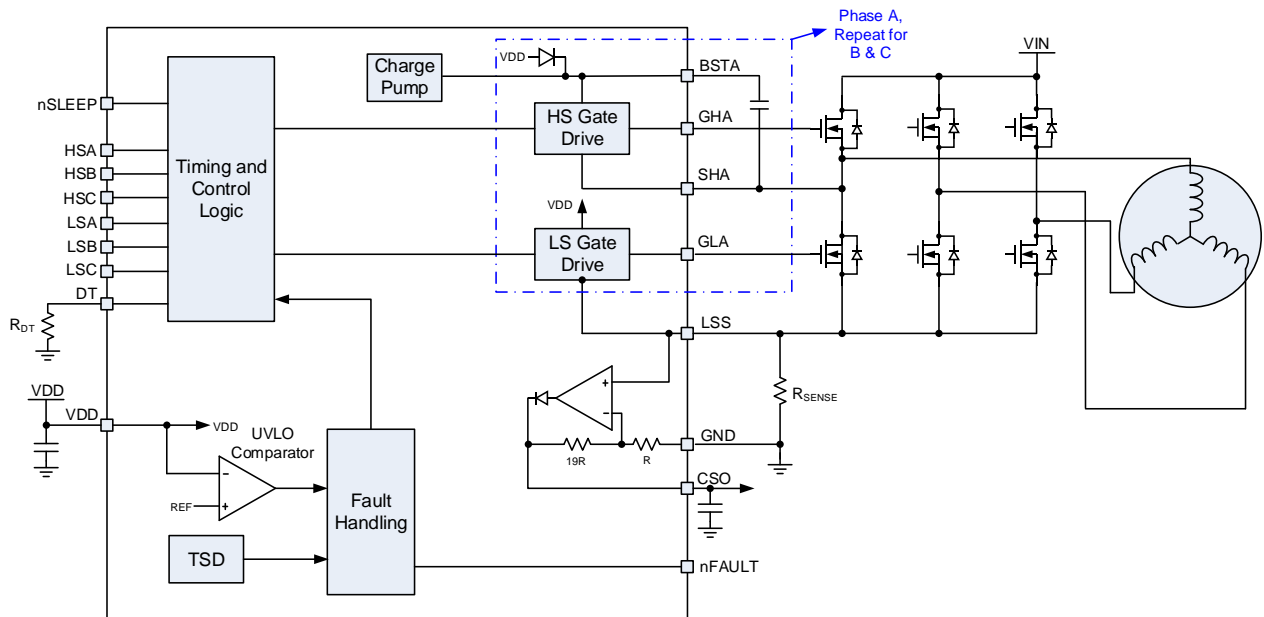 Phase A,
Repeat for
B & C
VIN
VDD
Charge
Pump
BSTA
nSLEEP
HS Gate
Drive
GHA
HSA
HSB
HSC
LSA
LSB
LSC
DT
Timing and
Control
Logic
SHA
VDD
LS Gate
Drive
GLA
RDT
LSS
+
-
RSENSE
VDD
VDD
VDD
UVLO
Comparator
19R
R
GND
-
REF
+
CSO
Fault
Handling
TSD
nFAULT